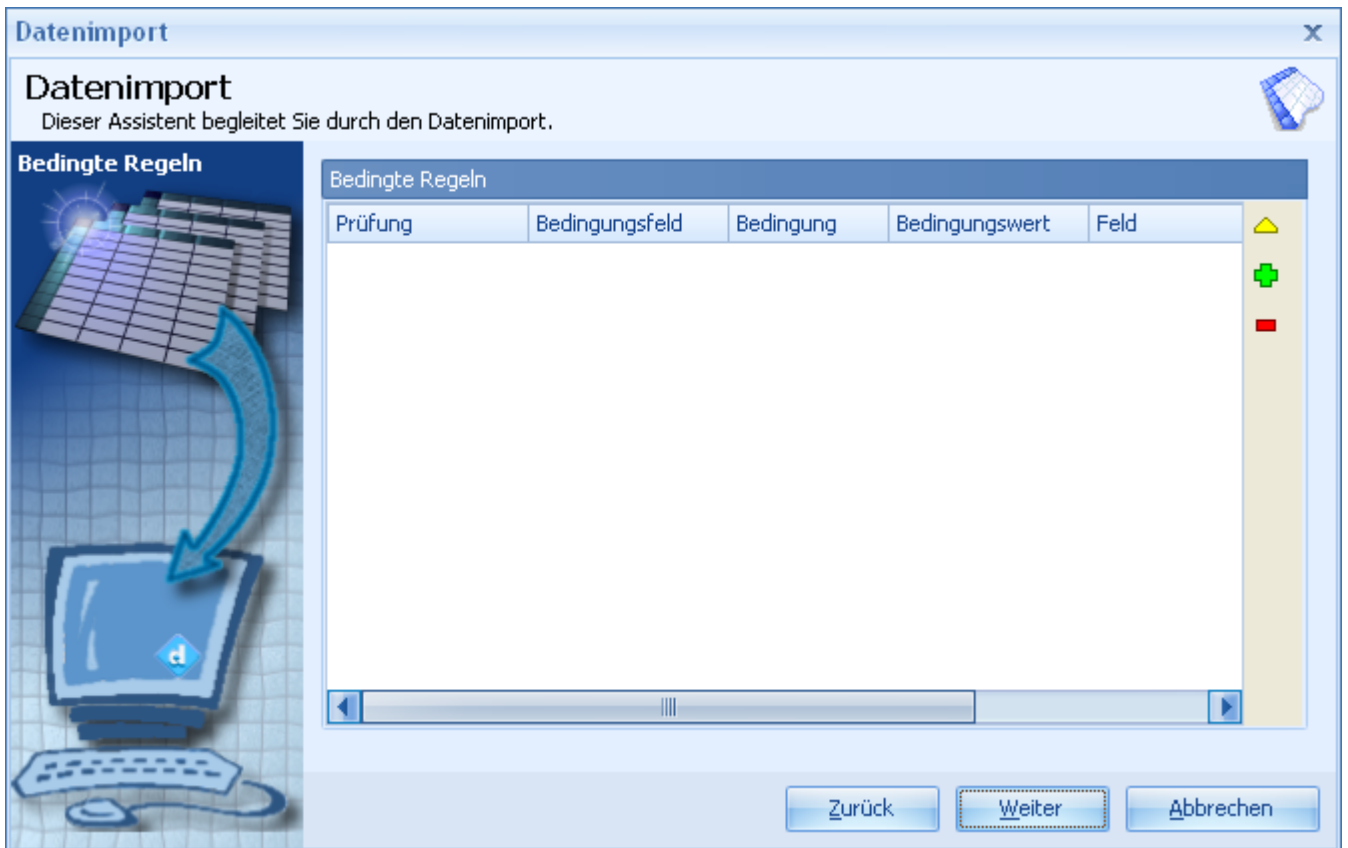 Datenimport
Datenimport
Dieser Assistent begleitet Sie durch den Datenimport.
Bedingte Regeln
Bedingte Regeln
Prüfung Bedingungsfeld Bedingung Bedingungswert Feld
d
Zurück Weiter Abbrechen